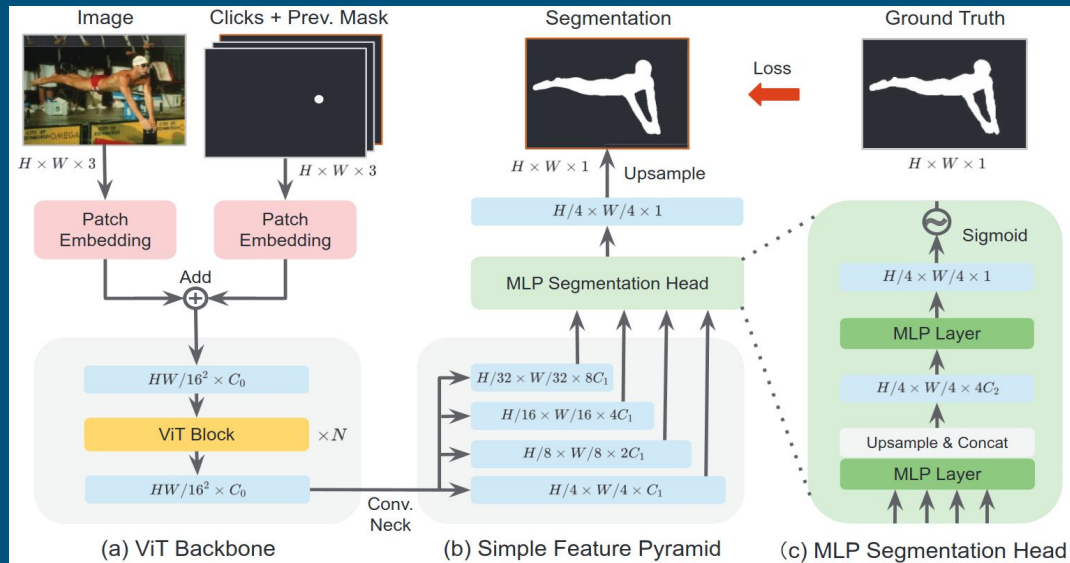 Image
Clicks + Prev. Mask
Segmentation
Ground Truth
Loss
OMEGA
H × W × 3
H × W × 3
H × W × 1
H × W × 1
Upsample
Patch
Embedding
Patch
Embedding
Add
H/4 × W/4 × 1
MLP Segmentation Head
HW/16² × C₀
ViT Block
× N
HW/16² × C₀
Conv.
Neck
H/32 × W/32 × 8C₁
H/16 × W/16 × 4C₁
H/8 × W/8 × 2C₁
H/4 × W/4 × C₁
Sigmoid
H/4 × W/4 × 1
MLP Layer
H/4 × W/4 × 4C₂
Upsample & Concat
MLP Layer
(a) ViT Backbone
(b) Simple Feature Pyramid
(c) MLP Segmentation Head